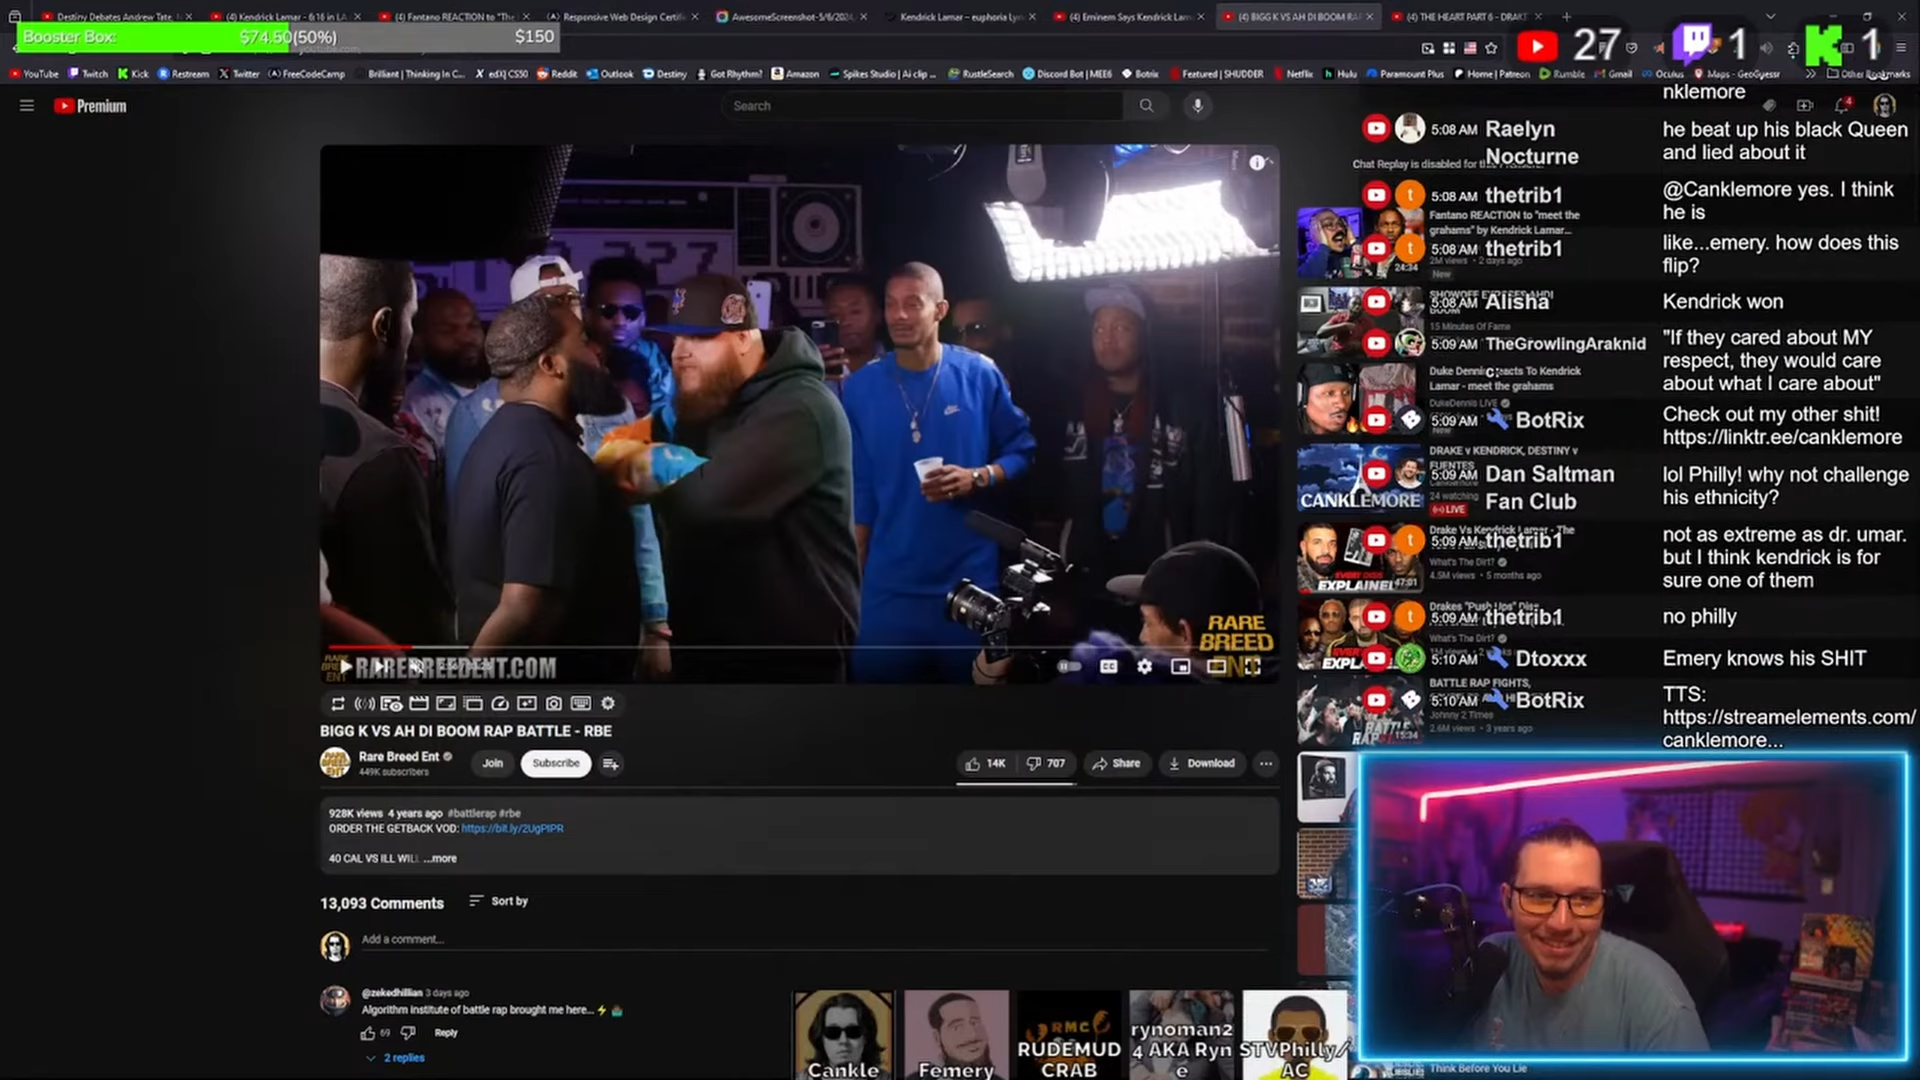 Destiny Debates Andrew Tate,
(4) Kendrick Lamar - 6:16 in LA
(4) Fantano REACTION to "The
Responsive Web Design Certific
AwesomeScreenshot-5/6/2024,
Kendrick Lamar – euphoria Lyr
(4) Eminem Says Kendrick Lam
(4) BIGG K VS AH DI BOOM RA
(4) THE HEART PART 6 - DRAKE
Booster Box:
$74.50(50%)
$150
27
1
1
YouTube
Twitch
Kick
Restream
Twitter
FreeCodeCamp
Brilliant | Thinking In C...
edX| CS50
Reddit
Outlook
Destiny
Got Rhythm?
Amazon
Spikes Studio | Ai clip ...
RustleSearch
Discord Bot | MEE6
Botrix
Featured | SHUDDER
Netflix
Hulu
Paramount Plus
Home | Patreon
Rumble
Gmail
Oculus
Maps - GeoGuessr
Other Bookmarks
Premium
Search
nklemore
5:08 AM Raelyn Nocturne
he beat up his black Queen
and lied about it
Chat Replay is disabled for
5:08 AM thetrib1
@Canklemore yes. I think
he is
Fantano REACTION to "meet the
grahams" by Kendrick Lamar...
5:08 AM thetrib1
like...emery. how does this
flip?
2M views • 2 days ago
New
24:34
5:08 AM Alisha
Kendrick won
15 Minutes Of Fame
5:09 AM TheGrowlingAraknid
"If they cared about MY
respect, they would care
about what I care about"
Duke Dennis Reacts To Kendrick
Lamar - meet the grahams
DukeDennis LIVE
5:09 AM BotRix
Check out my other shit!
https://linktr.ee/canklemore
DRAKE v KENDRICK, DESTINY v
FUENTES
CANKLEMORE
24 watching
LIVE
5:09 AM Dan Saltman
Fan Club
lol Philly! why not challenge
his ethnicity?
Drake Vs Kendrick Lamar - The
5:09 AM thetrib1
not as extreme as dr. umar.
but I think kendrick is for
sure one of them
What's The Dirt?
4.5M views • 5 months ago
EXPLAINED
47:01
Drakes "Push Ups" Diss
5:09 AM thetrib1
no philly
What's The Dirt?
5:10 AM Dtoxxx
Emery knows his SHIT
BATTLE RAP FIGHTS,
5:10 AM BotRix
TTS:
https://streamelements.com/
canklemore...
Johnny 2 Times
2.6M views • 3 years ago
15:34
RARE
BREED
ENT
RAREBREEDENT.COM
BIGG K VS AH DI BOOM RAP BATTLE - RBE
Rare Breed Ent
449K subscribers
Join
Subscribe
14K
707
Share
Download
928K views 4 years ago #battlerap #rbe
ORDER THE GETBACK VOD: https://bit.ly/2UgPIPR
40 CAL VS ILL WILL ...more
13,093 Comments
Sort by
Add a comment...
@zekedhillian 3 days ago
Algorithm institute of battle rap brought me here...
69
Reply
2 replies
Cankle
Femery
RMC
RUDEMUD
CRAB
rynoman2
4 AKA Ryn
e
STVPhilly/
AC
Think Before You Lie